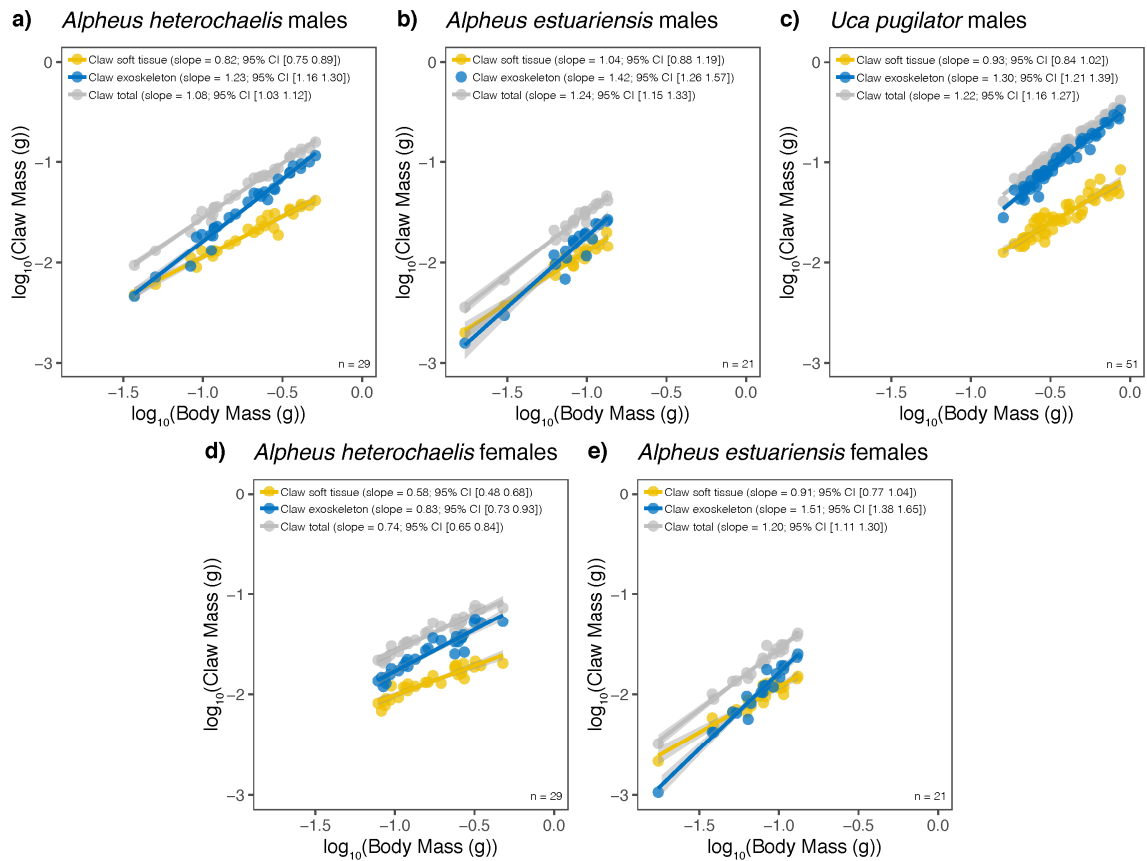 a) Alpheus heterochaelis males
Claw soft tissue (slope = 0.82; 95% CI [0.75 0.89])
Claw exoskeleton (slope = 1.23; 95% CI [1.16 1.30])
Claw total (slope = 1.08; 95% CI [1.03 1.12])
0
−1
−2
−3
log10(Claw Mass (g))
n = 29
−1.5 −1.0 −0.5 0.0
log10(Body Mass (g))
b) Alpheus estuariensis males
Claw soft tissue (slope = 1.04; 95% CI [0.88 1.19])
Claw exoskeleton (slope = 1.42; 95% CI [1.26 1.57])
Claw total (slope = 1.24; 95% CI [1.15 1.33])
0
−1
−2
−3
log10(Claw Mass (g))
n = 21
−1.5 −1.0 −0.5 0.0
log10(Body Mass (g))
c) Uca pugilator males
Claw soft tissue (slope = 0.93; 95% CI [0.84 1.02])
Claw exoskeleton (slope = 1.30; 95% CI [1.21 1.39])
Claw total (slope = 1.22; 95% CI [1.16 1.27])
0
−1
−2
−3
log10(Claw Mass (g))
n = 51
−1.5 −1.0 −0.5 0.0
log10(Body Mass (g))
d) Alpheus heterochaelis females
Claw soft tissue (slope = 0.58; 95% CI [0.48 0.68])
Claw exoskeleton (slope = 0.83; 95% CI [0.73 0.93])
Claw total (slope = 0.74; 95% CI [0.65 0.84])
0
−1
−2
−3
log10(Claw Mass (g))
n = 29
−1.5 −1.0 −0.5 0.0
log10(Body Mass (g))
e) Alpheus estuariensis females
Claw soft tissue (slope = 0.91; 95% CI [0.77 1.04])
Claw exoskeleton (slope = 1.51; 95% CI [1.38 1.65])
Claw total (slope = 1.20; 95% CI [1.11 1.30])
0
−1
−2
−3
log10(Claw Mass (g))
n = 21
−1.5 −1.0 −0.5 0.0
log10(Body Mass (g))